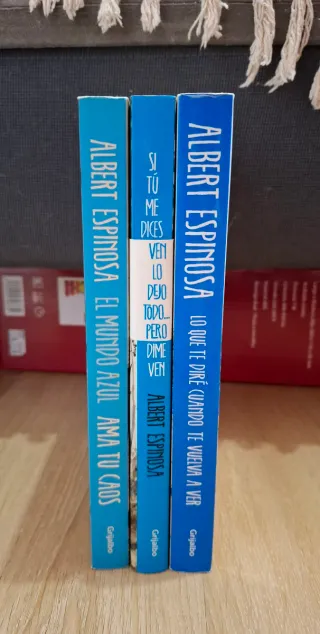 ALBERT ESPINOSA EL MUNDO AZUL AMA TU CAOS
Grijalbo
SI
TÚ
ME
DICES
VEN
LO
DEJO
TODO...
PERO
DIME
VEN
ALBERT ESPINOSA
Grijalbo
ALBERT ESPINOSA LO QUE TE DIRÉ CUANDO TE VUELVA A VER
Grijalbo